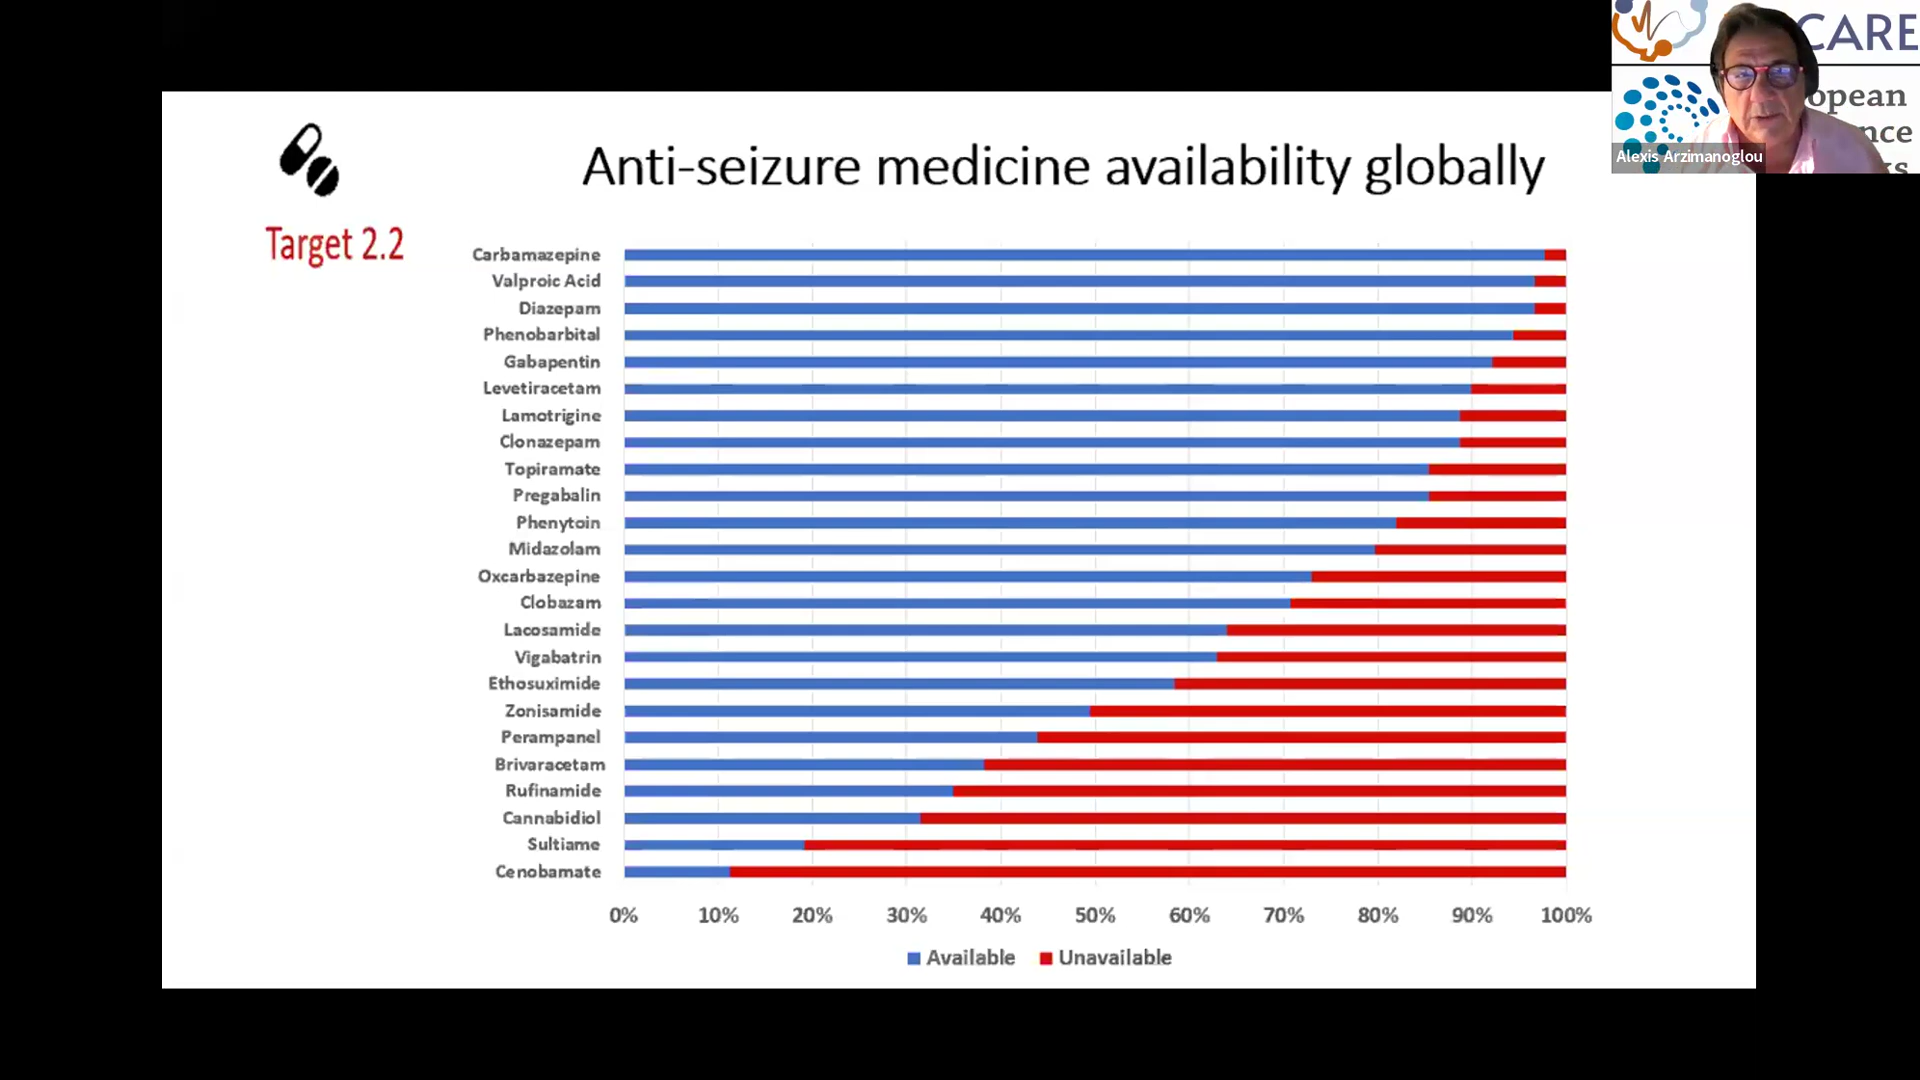 CARE
opean
nce
ks
Alexis Arzimanoglou
Anti-seizure medicine availability globally
Target 2.2
Carbamazepine
Valproic Acid
Diazepam
Phenobarbital
Gabapentin
Levetiracetam
Lamotrigine
Clonazepam
Topiramate
Pregabalin
Phenytoin
Midazolam
Oxcarbazepine
Clobazam
Lacosamide
Vigabatrin
Ethosuximide
Zonisamide
Perampanel
Brivaracetam
Rufinamide
Cannabidiol
Sultiame
Cenobamate
0% 10% 20% 30% 40% 50% 60% 70% 80% 90% 100%
Available Unavailable